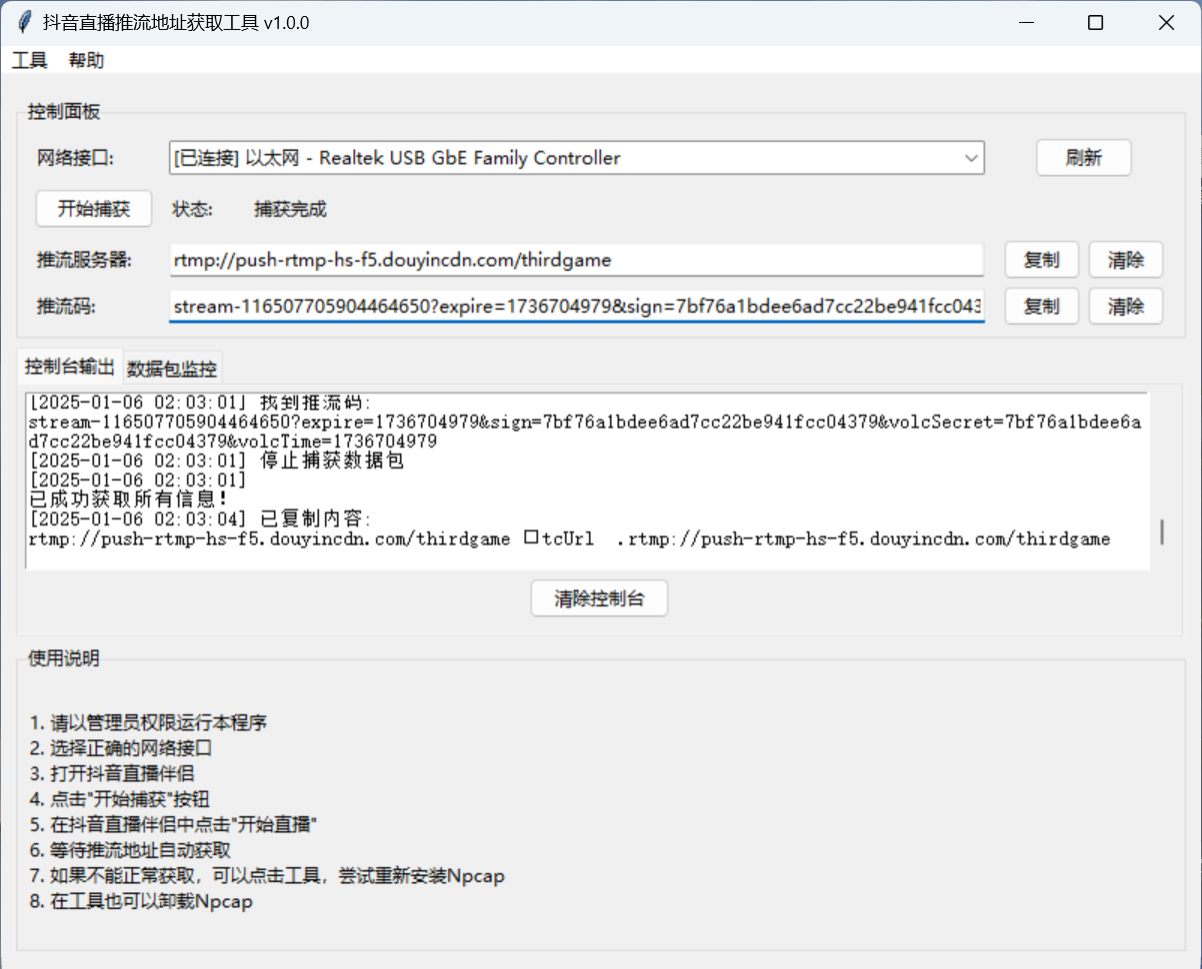 抖音直播推流地址获取工具 v1.0.0
工具 帮助
控制面板
网络接口: [已连接] 以太网 - Realtek USB GbE Family Controller 刷新
开始捕获 状态: 捕获完成
推流服务器: rtmp://push-rtmp-hs-f5.douyincdn.com/thirdgame 复制 清除
推流码: stream-116507705904464650?expire=1736704979&sign=7bf76a1bdee6ad7cc22be941fcc043 复制 清除
控制台输出 数据包监控
[2025-01-06 02:03:01] 找到推流码:
stream-116507705904464650?expire=1736704979&sign=7bf76a1bdee6ad7cc22be941fcc04379&volcSecret=7bf76a1bdee6a
d7cc22be941fcc04379&volcTime=1736704979
[2025-01-06 02:03:01] 停止捕获数据包
[2025-01-06 02:03:01]
已成功获取所有信息!
[2025-01-06 02:03:04] 已复制内容:
rtmp://push-rtmp-hs-f5.douyincdn.com/thirdgame □tcUrl .rtmp://push-rtmp-hs-f5.douyincdn.com/thirdgame
清除控制台
使用说明
1. 请以管理员权限运行本程序
2. 选择正确的网络接口
3. 打开抖音直播伴侣
4. 点击"开始捕获"按钮
5. 在抖音直播伴侣中点击"开始直播"
6. 等待推流地址自动获取
7. 如果不能正常获取，可以点击工具，尝试重新安装Npcap
8. 在工具也可以卸载Npcap